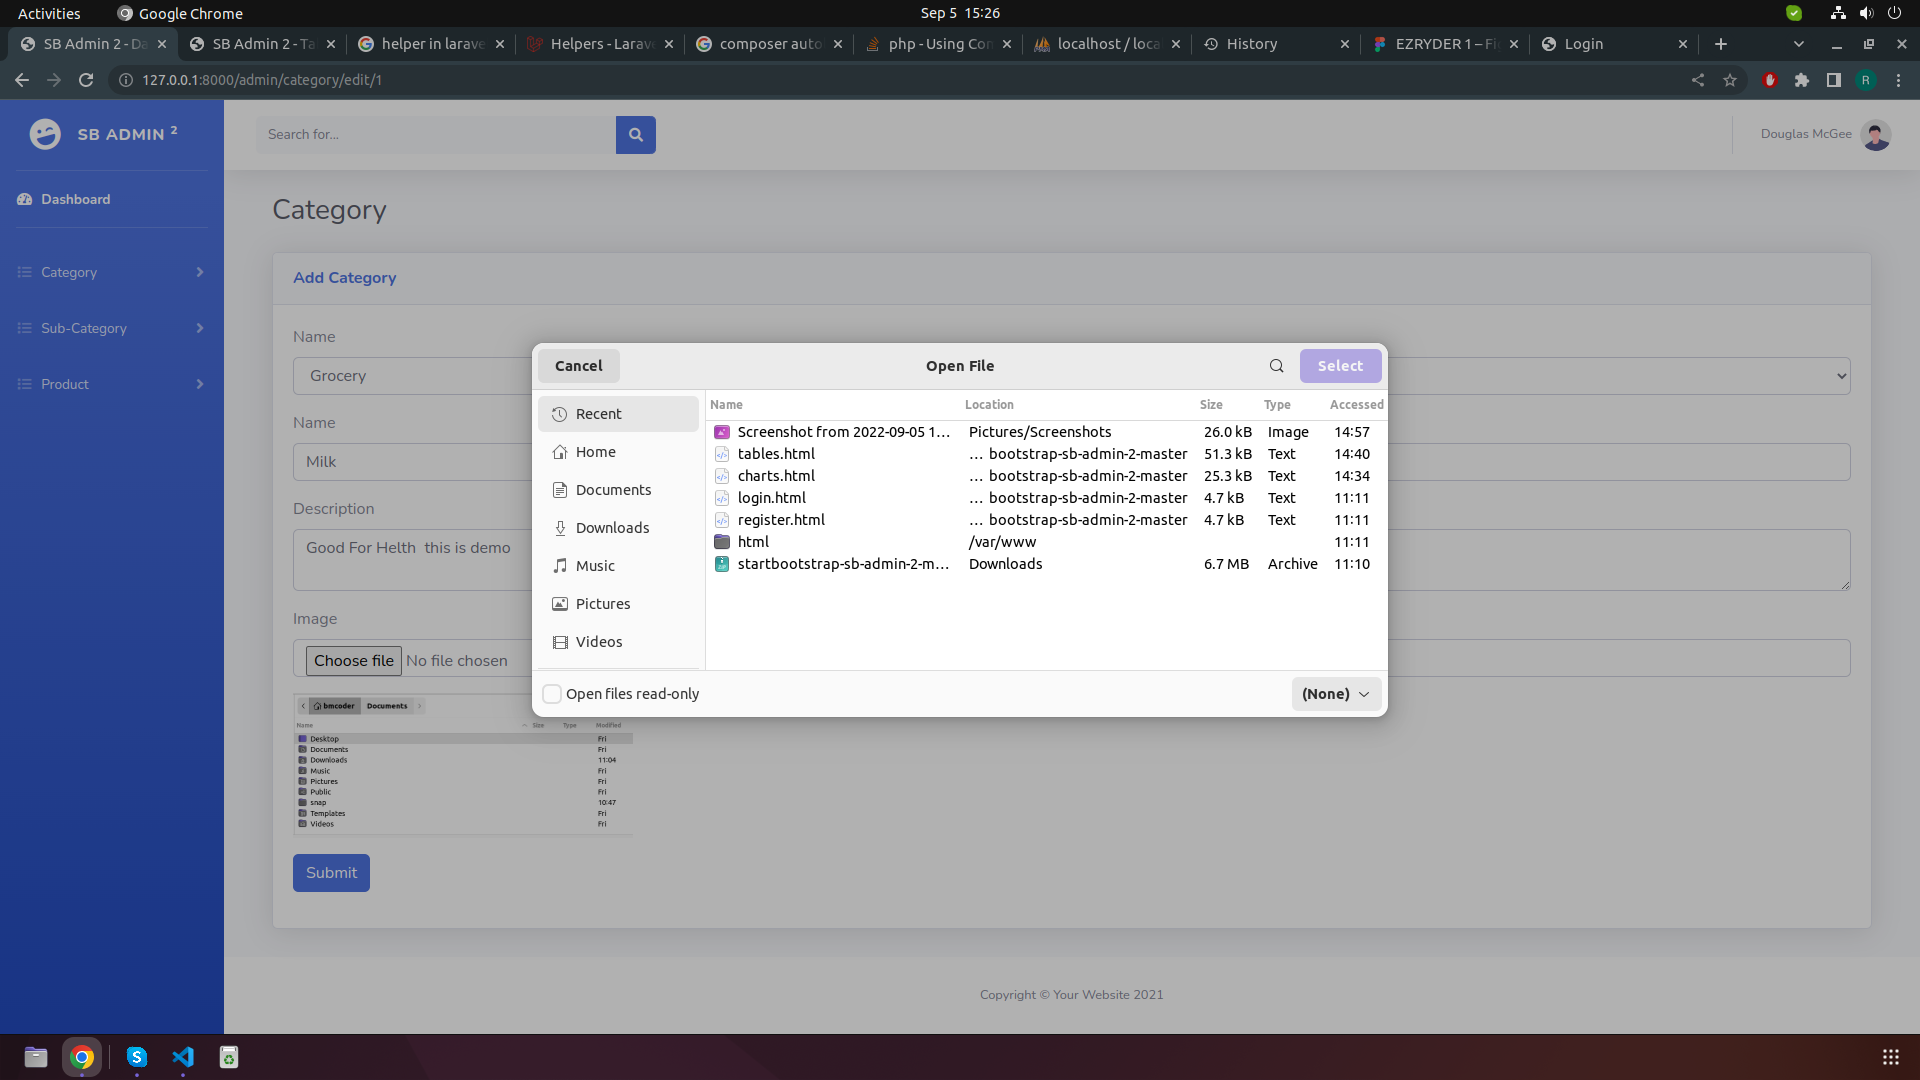 Activities
Google Chrome
Sep 5 15:26
SB Admin 2 - Da
SB Admin 2 - Ta
helper in larave
Helpers - Larave
composer auto
php - Using Con
localhost / loca
History
EZRYDER 1 – Fi
Login
127.0.0.1:8000/admin/category/edit/1
R
SB ADMIN 2
Search for...
Douglas McGee
Dashboard
Category
Sub-Category
Product
Category
Add Category
Name
Grocery
Name
Milk
Description
Good For Helth this is demo
Image
Choose file No file chosen
bmcoder Documents
Name Size Type Modified
Desktop Fri
Documents Fri
Downloads 11:04
Music Fri
Pictures Fri
Public Fri
snap 10:47
Templates Fri
Videos Fri
Submit
Copyright © Your Website 2021
Cancel
Open File
Select
Recent
Home
Documents
Downloads
Music
Pictures
Videos
Name Location Size Type Accessed
Screenshot from 2022-09-05 1… Pictures/Screenshots 26.0 kB Image 14:57
tables.html … bootstrap-sb-admin-2-master 51.3 kB Text 14:40
charts.html … bootstrap-sb-admin-2-master 25.3 kB Text 14:34
login.html … bootstrap-sb-admin-2-master 4.7 kB Text 11:11
register.html … bootstrap-sb-admin-2-master 4.7 kB Text 11:11
html /var/www 11:11
startbootstrap-sb-admin-2-m… Downloads 6.7 MB Archive 11:10
Open files read-only
(None)